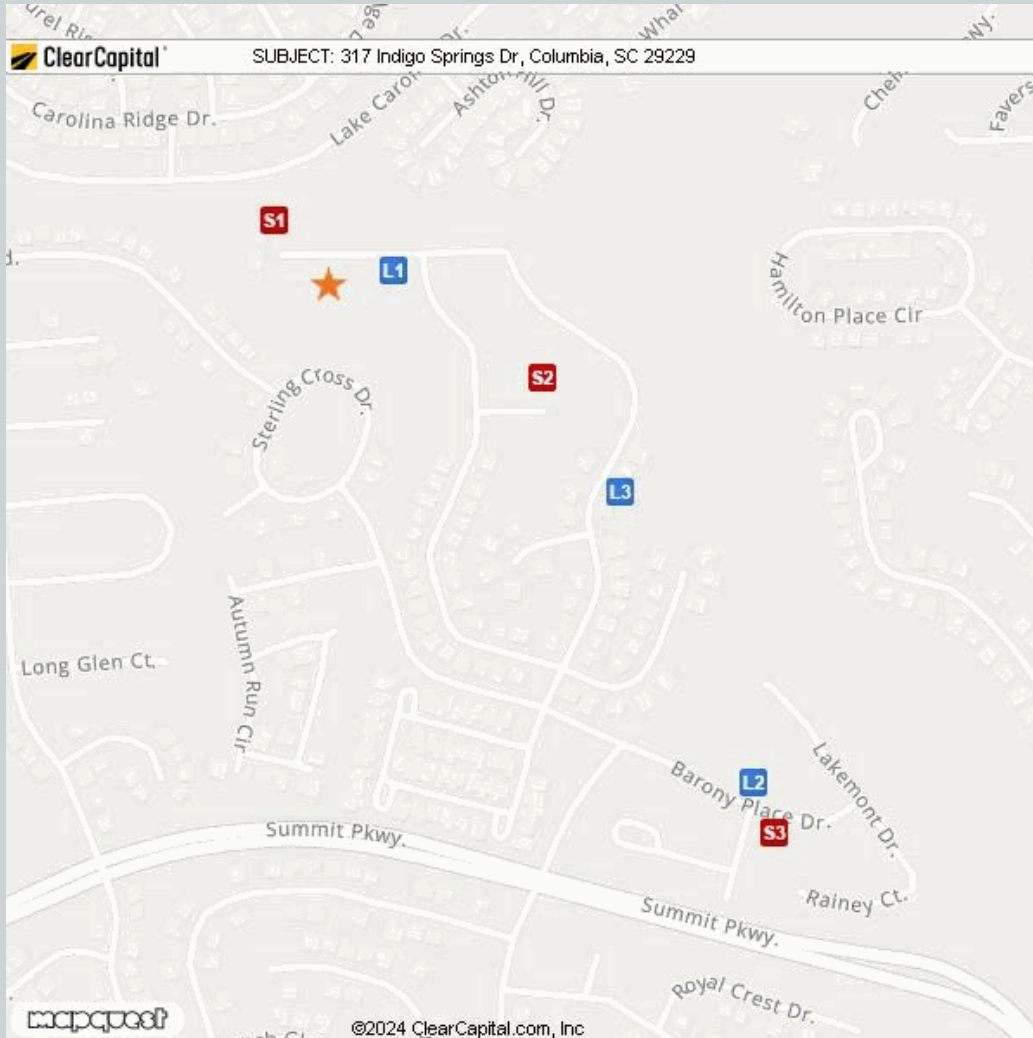 ClearCapital
SUBJECT: 317 Indigo Springs Dr, Columbia, SC 29229
Carolina Ridge Dr.
S1
L1
Hamilton Place Cir
Sterling Cross Dr.
S2
L3
Long Glen Ct.
Autumn Run Cir
Barony Place Dr.
L2
S3
Lakemont Dr.
Summit Pkwy.
Rainey Ct.
Summit Pkwy.
Royal Crest Dr.
mapquest
©2024 ClearCapital.com, Inc